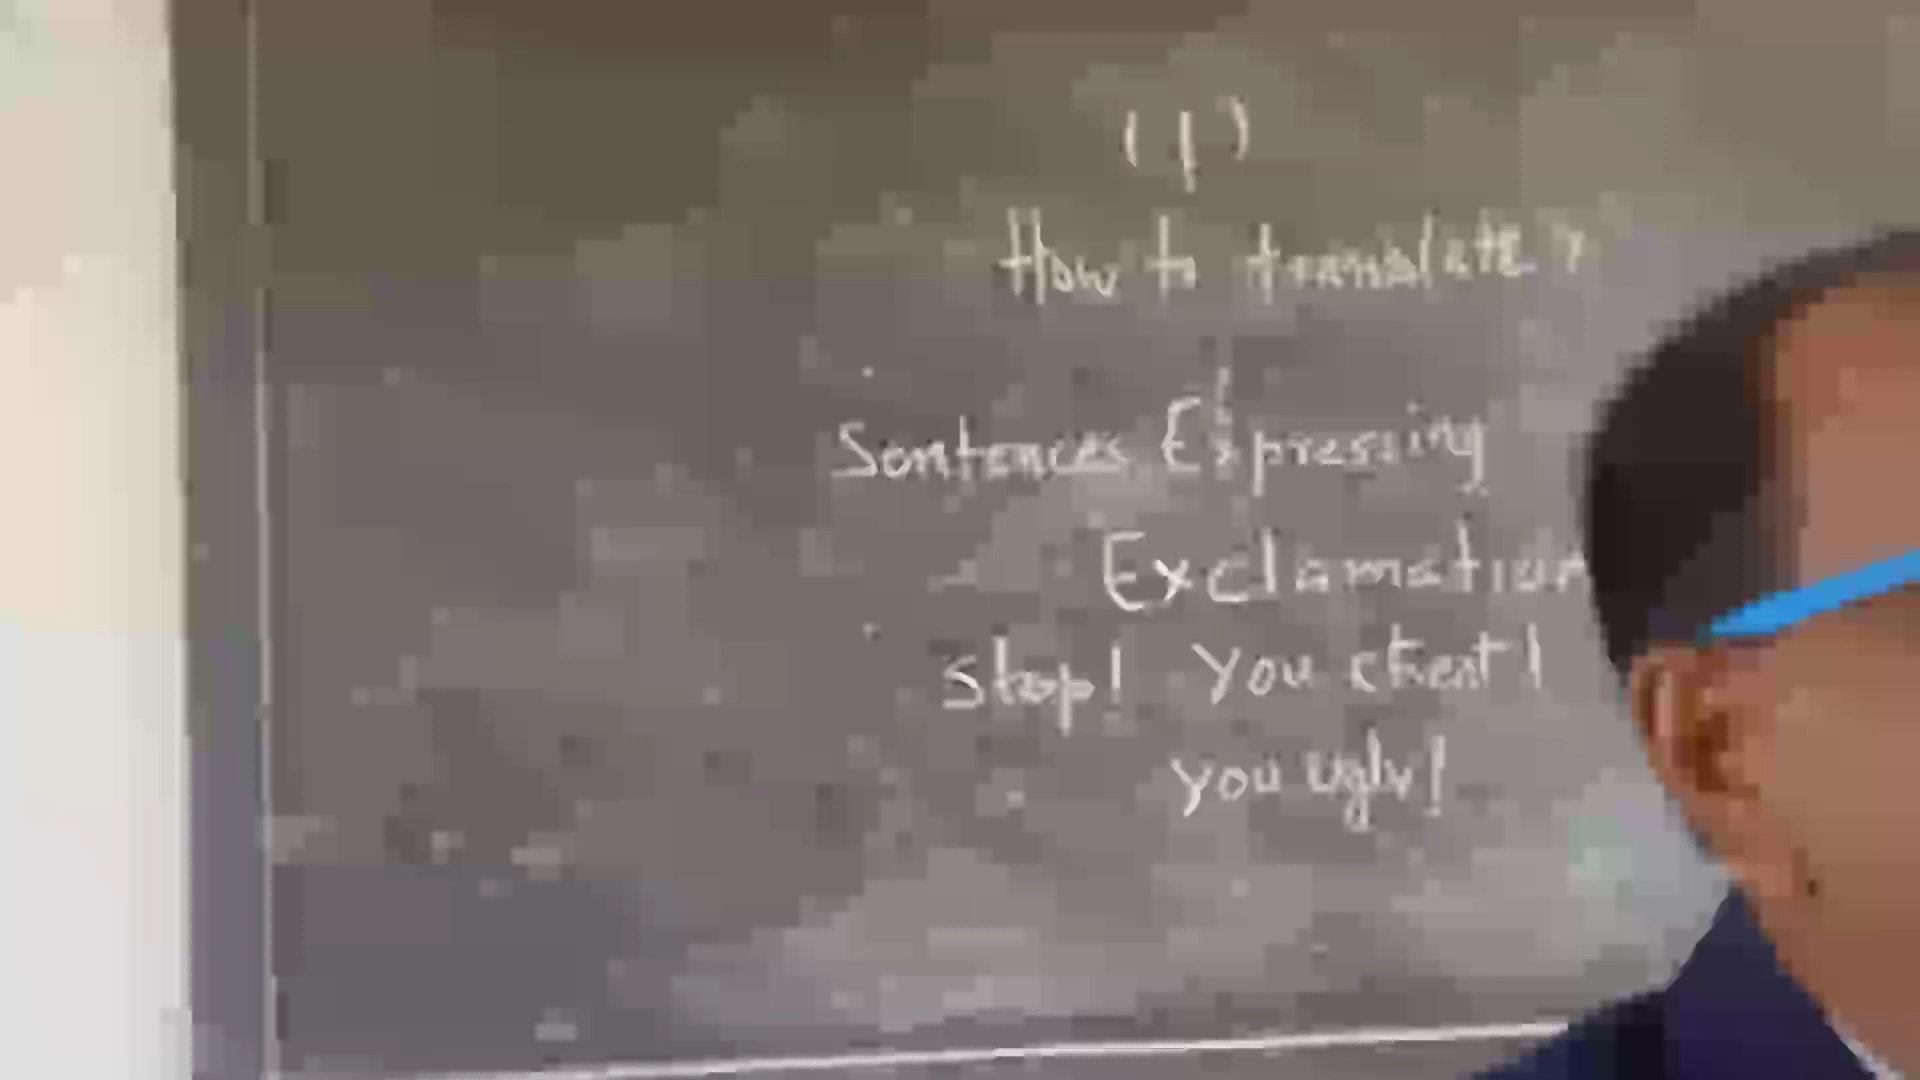 (1)
How to translate?
Sentences Expressing
Exclamation
Stop! You cheat!
you ugly!